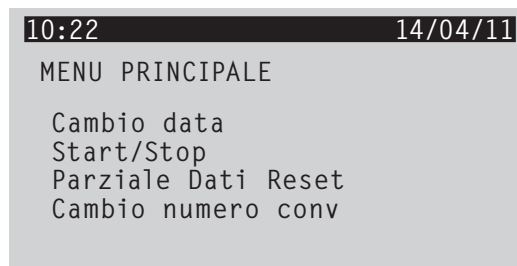 10:22 14/04/11
MENU PRINCIPALE
Cambio data
Start/Stop
Parziale Dati Reset
Cambio numero conv